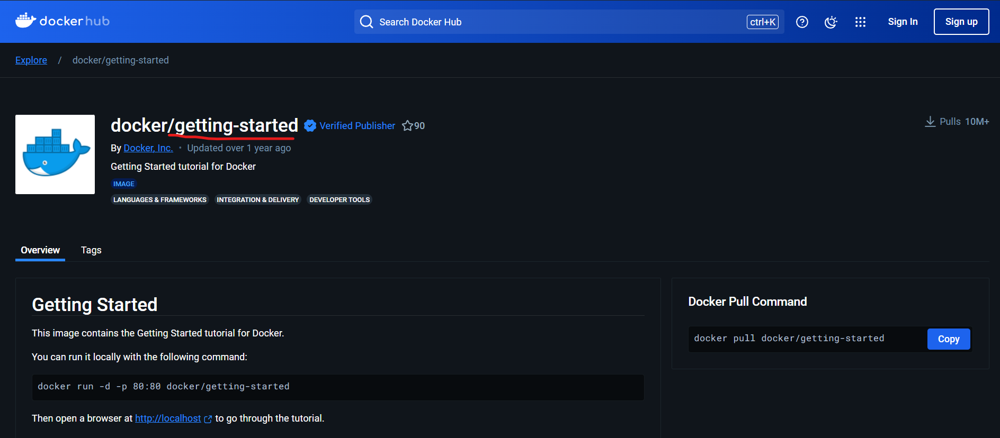 dockerhub
Search Docker Hub
ctrl+K
Sign In
Sign up
Explore / docker/getting-started
docker/getting-started
Verified Publisher
90
Pulls 10M+
By Docker, Inc. • Updated over 1 year ago
Getting Started tutorial for Docker
IMAGE
LANGUAGES & FRAMEWORKS INTEGRATION & DELIVERY DEVELOPER TOOLS
Overview Tags
Getting Started
This image contains the Getting Started tutorial for Docker.
You can run it locally with the following command:
docker run -d -p 80:80 docker/getting-started
Then open a browser at http://localhost to go through the tutorial.
Docker Pull Command
docker pull docker/getting-started
Copy